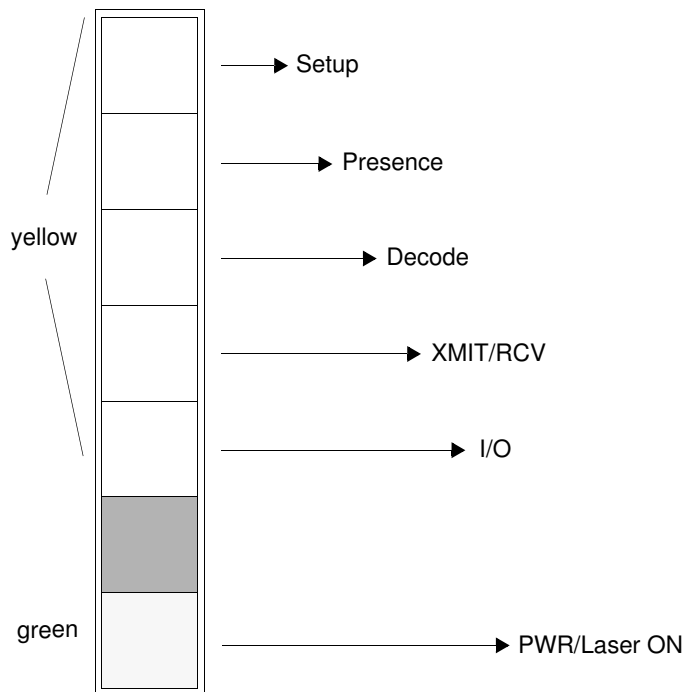 Setup
Presence
yellow
Decode
XMIT/RCV
I/O
green
PWR/Laser ON